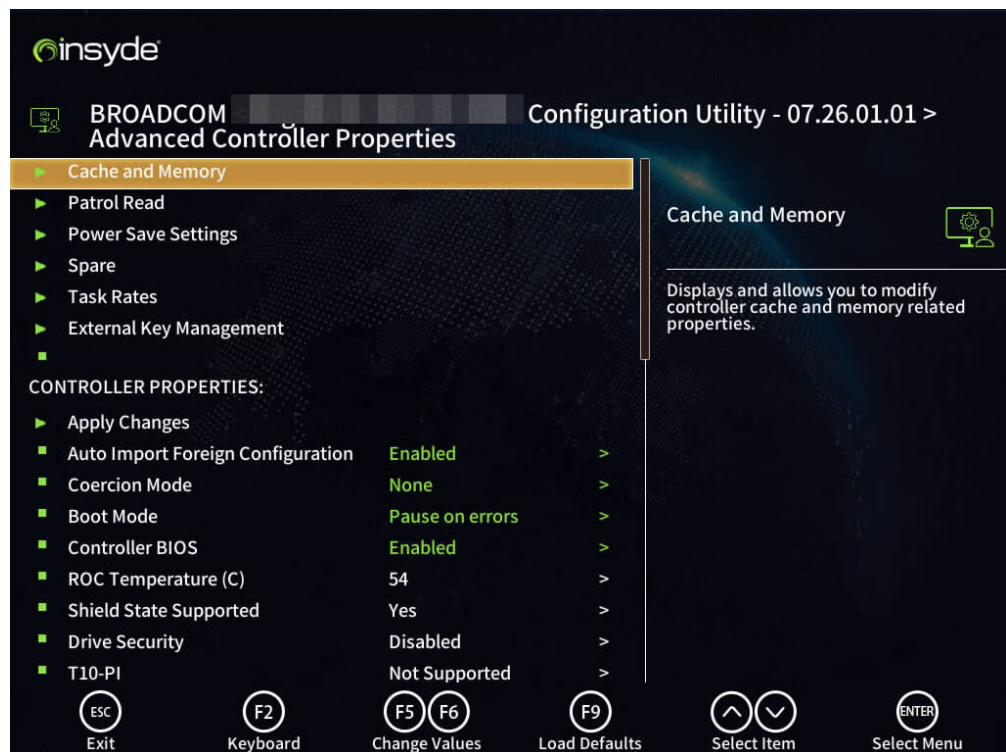 insyde
BROADCOM Configuration Utility - 07.26.01.01 >
Advanced Controller Properties
Cache and Memory
Patrol Read
Power Save Settings
Spare
Task Rates
External Key Management
CONTROLLER PROPERTIES:
Apply Changes
Auto Import Foreign Configuration Enabled >
Coercion Mode None >
Boot Mode Pause on errors >
Controller BIOS Enabled >
ROC Temperature (C) 54 >
Shield State Supported Yes >
Drive Security Disabled >
T10-PI Not Supported >
Cache and Memory
Displays and allows you to modify
controller cache and memory related
properties.
ESC F2 F5 F6 F9 ENTER
Exit Keyboard Change Values Load Defaults Select Item Select Menu